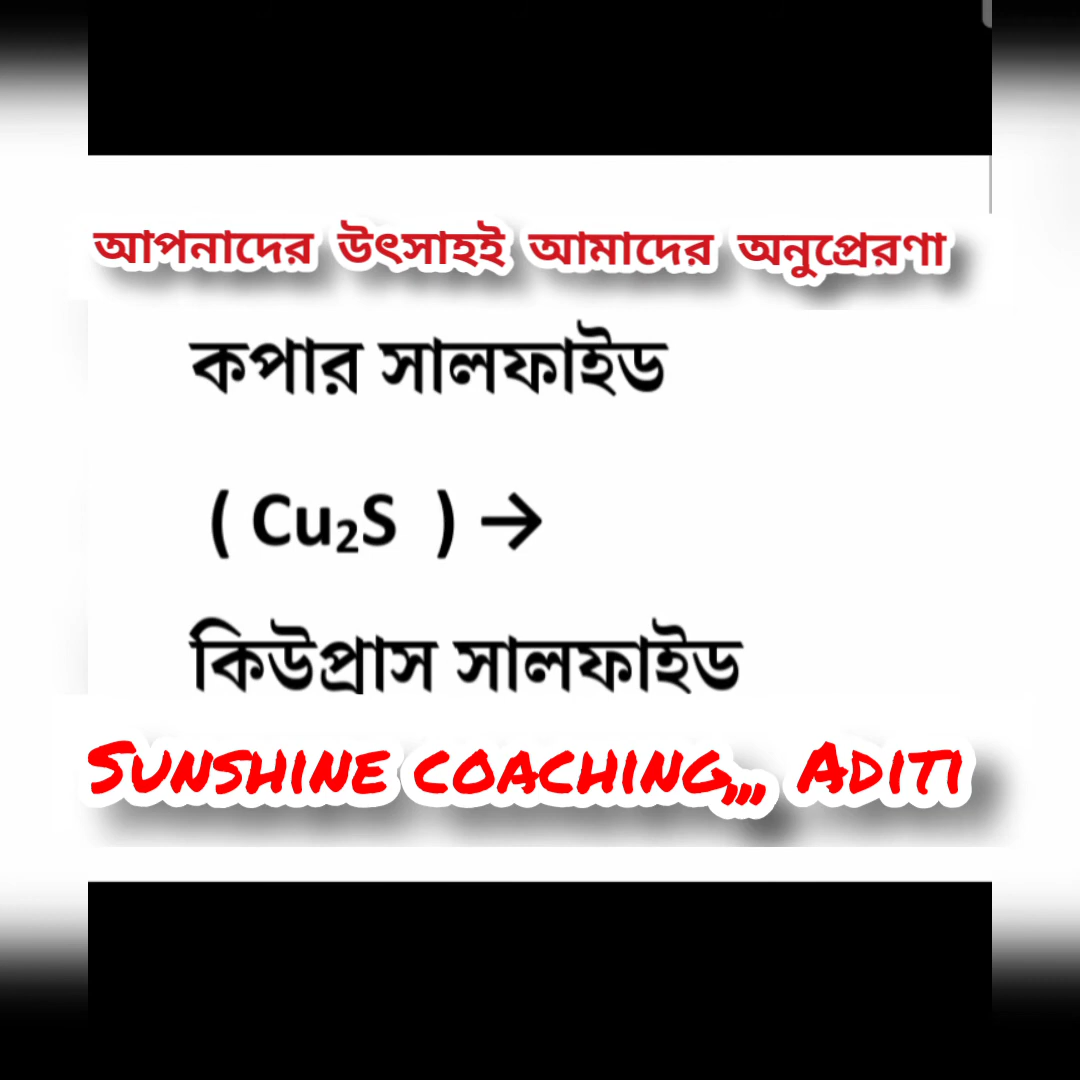 আপনাদের উৎসাহই আমাদের অনুপ্রেরণা
কপার সালফাইড
( Cu₂S ) →
কিউপ্রাস সালফাইড
SUNSHINE COACHING,,, ADITI